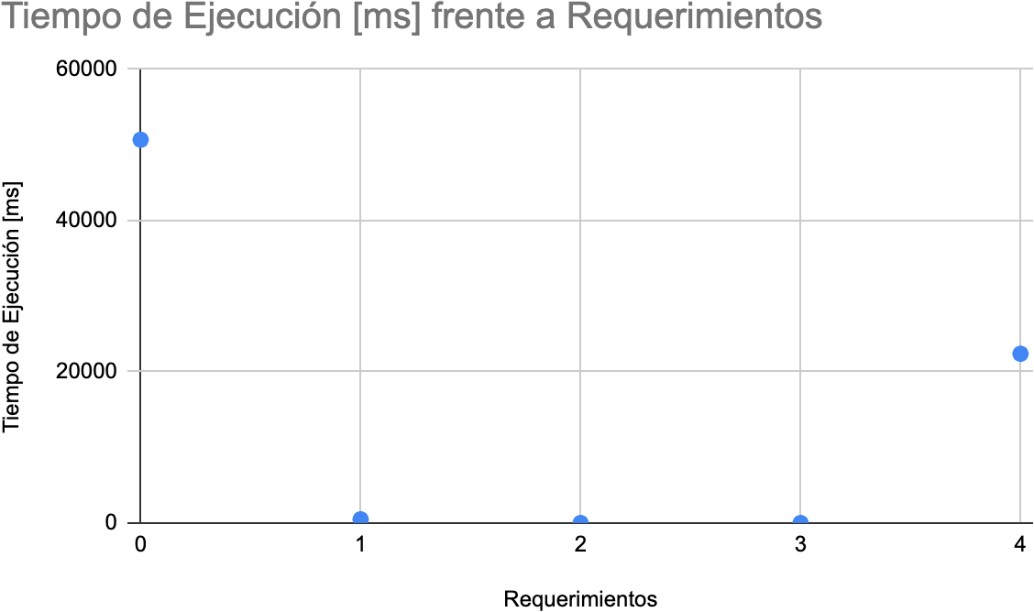 Tiempo de Ejecución [ms] frente a Requerimientos
60000
40000
20000
0
Tiempo de Ejecución [ms]
0 1 2 3 4
Requerimientos